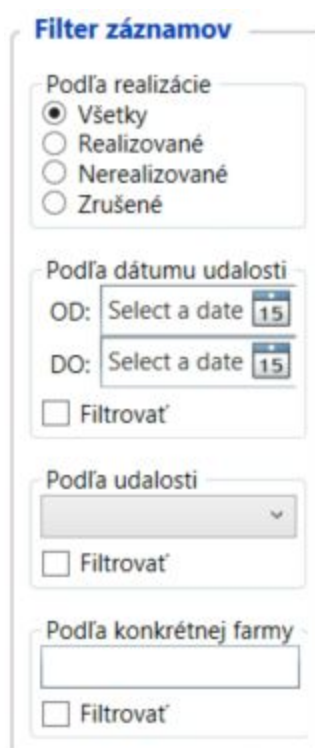 Filter záznamov
Podľa realizácie
Všetky
Realizované
Nerealizované
Zrušené
Podľa dátumu udalosti
OD: Select a date 15
DO: Select a date 15
Filtrovať
Podľa udalosti
Filtrovať
Podľa konkrétnej farmy
Filtrovať